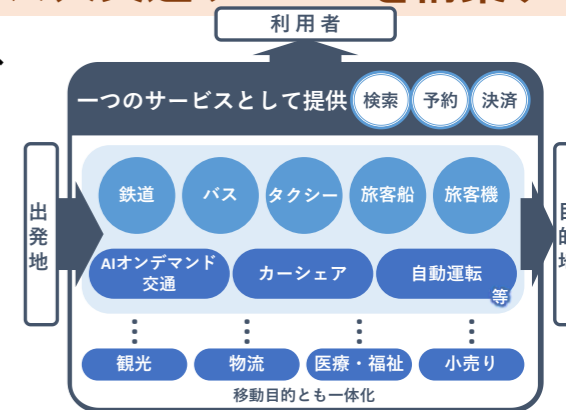 利用者
一つのサービスとして提供 検索 予約 決済
出発地
鉄道 バス タクシー 旅客船 旅客機
AIオンデマンド
交通
カーシェア 自動運転
等
目的地
観光 物流 医療・福祉 小売り
移動目的とも一体化